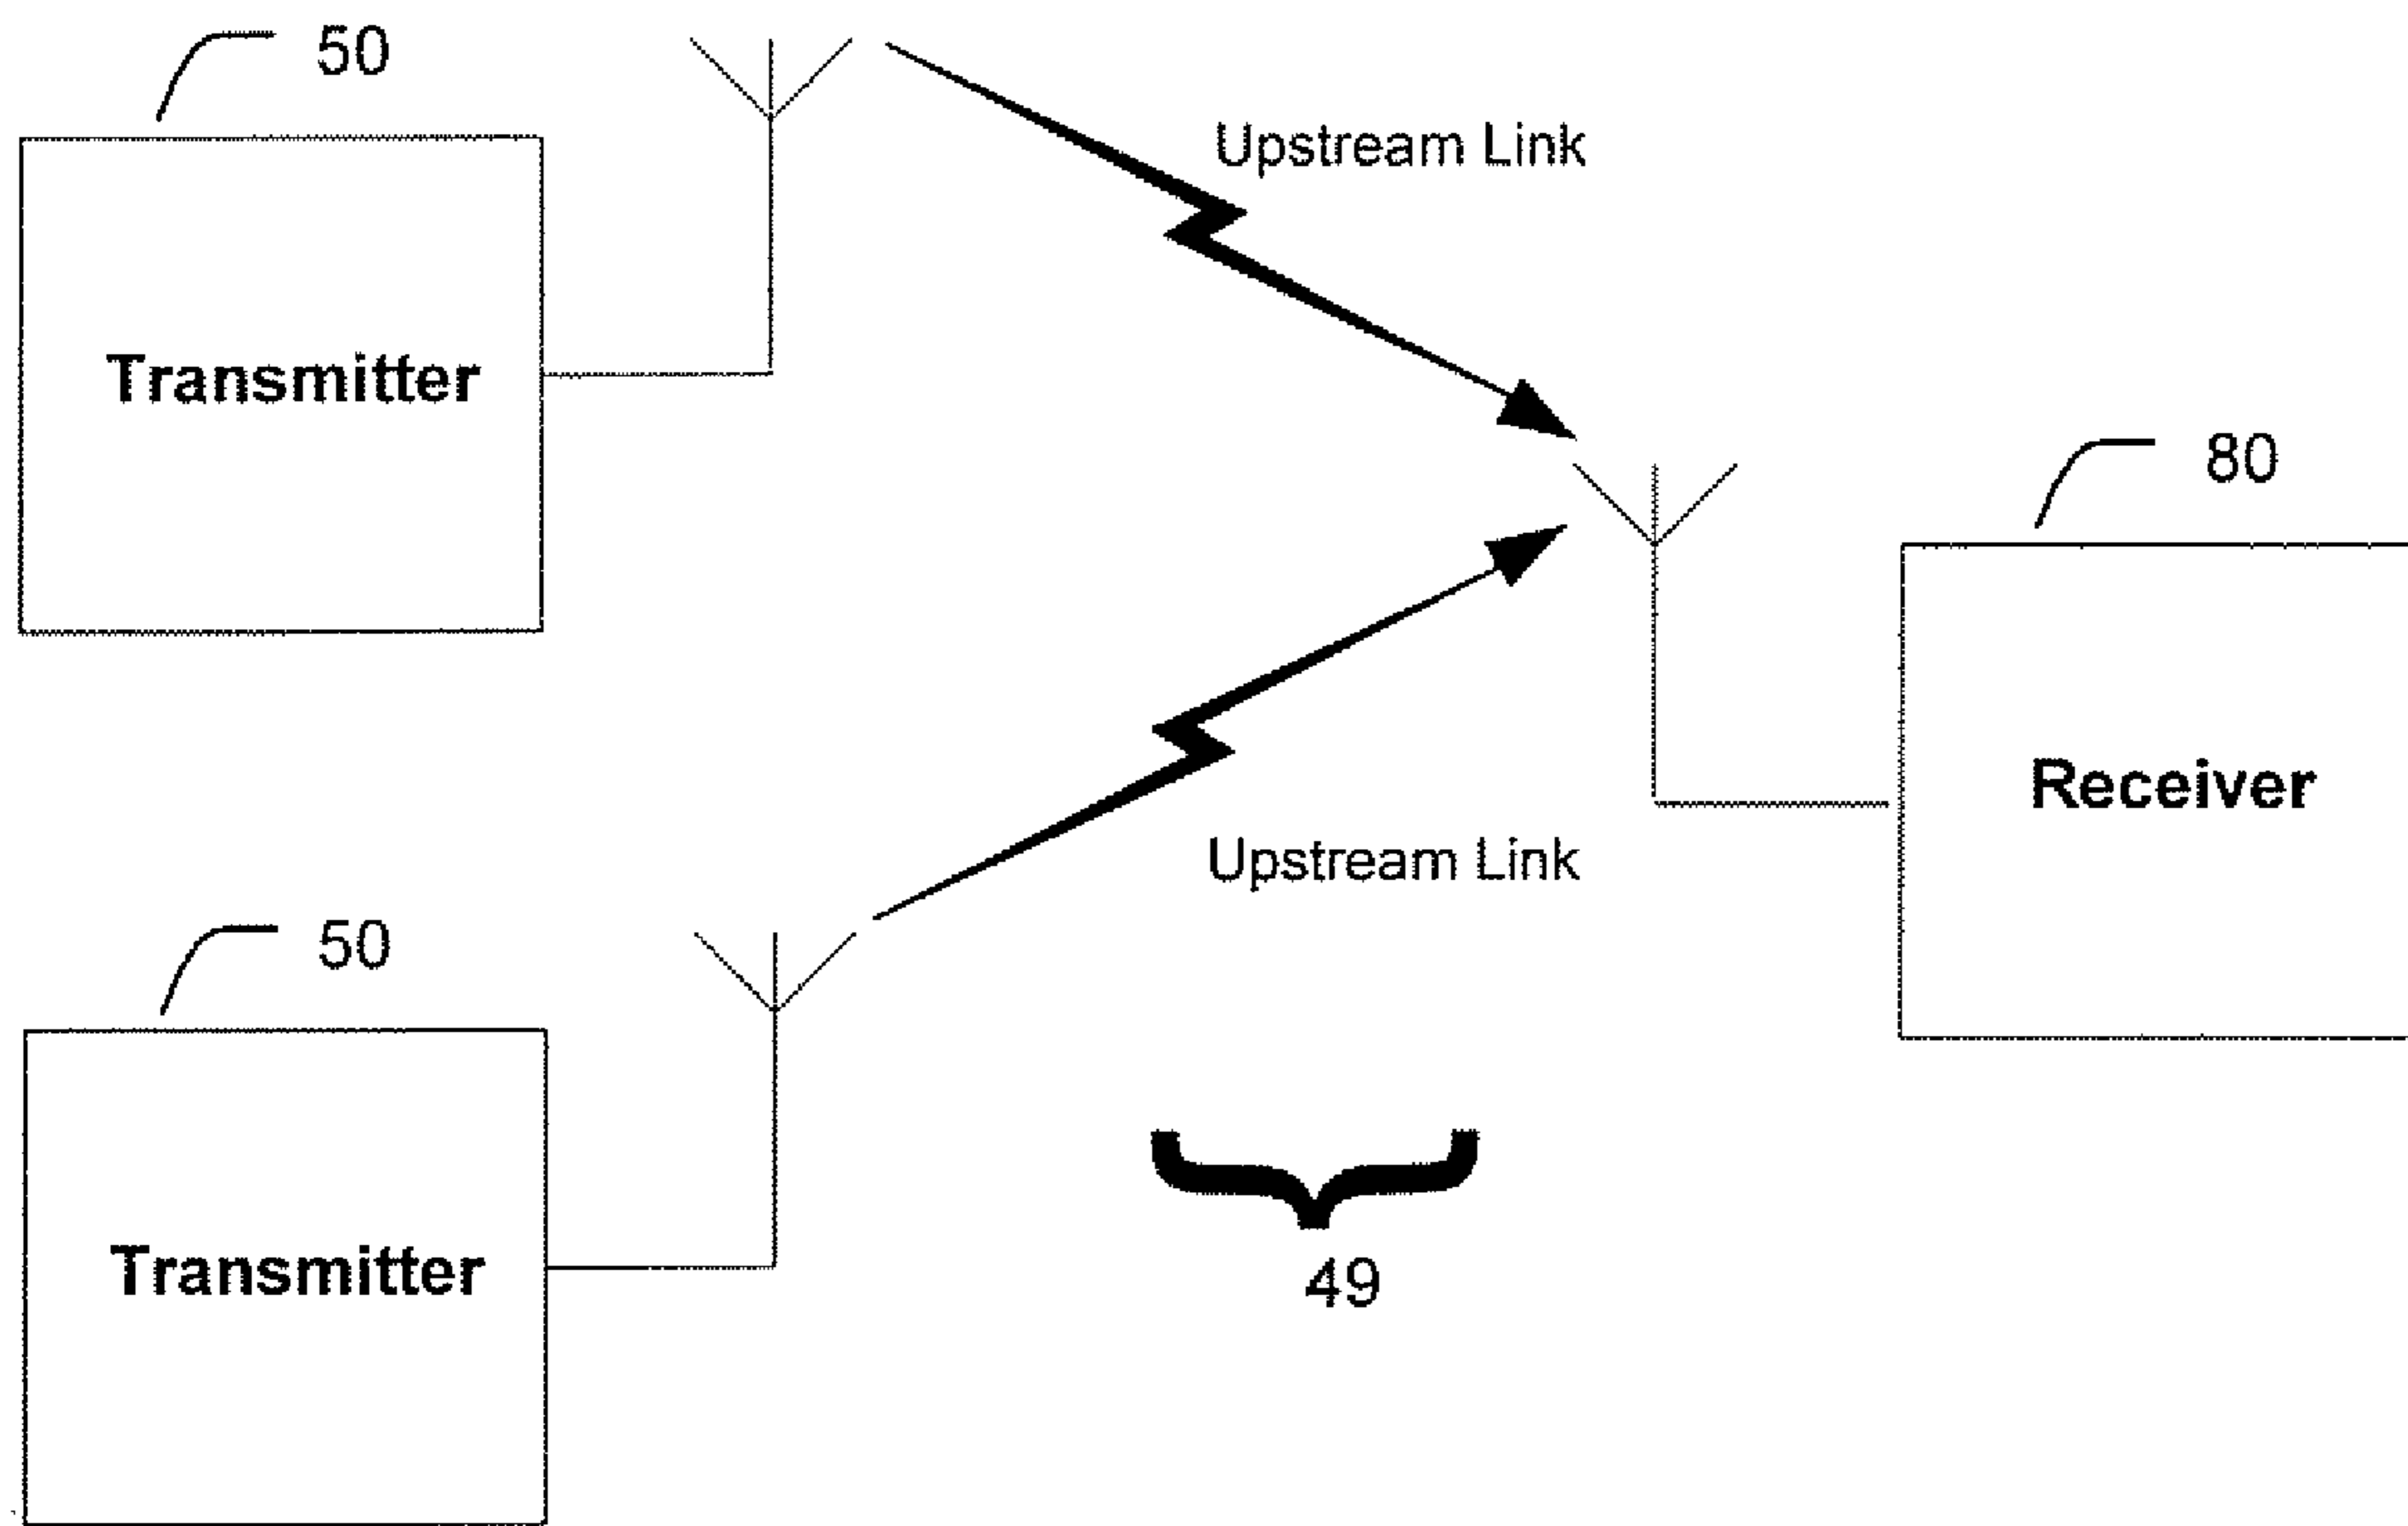 50
Upstream Link
Transmitter
80
Receiver
Upstream Link
50
Transmitter
49